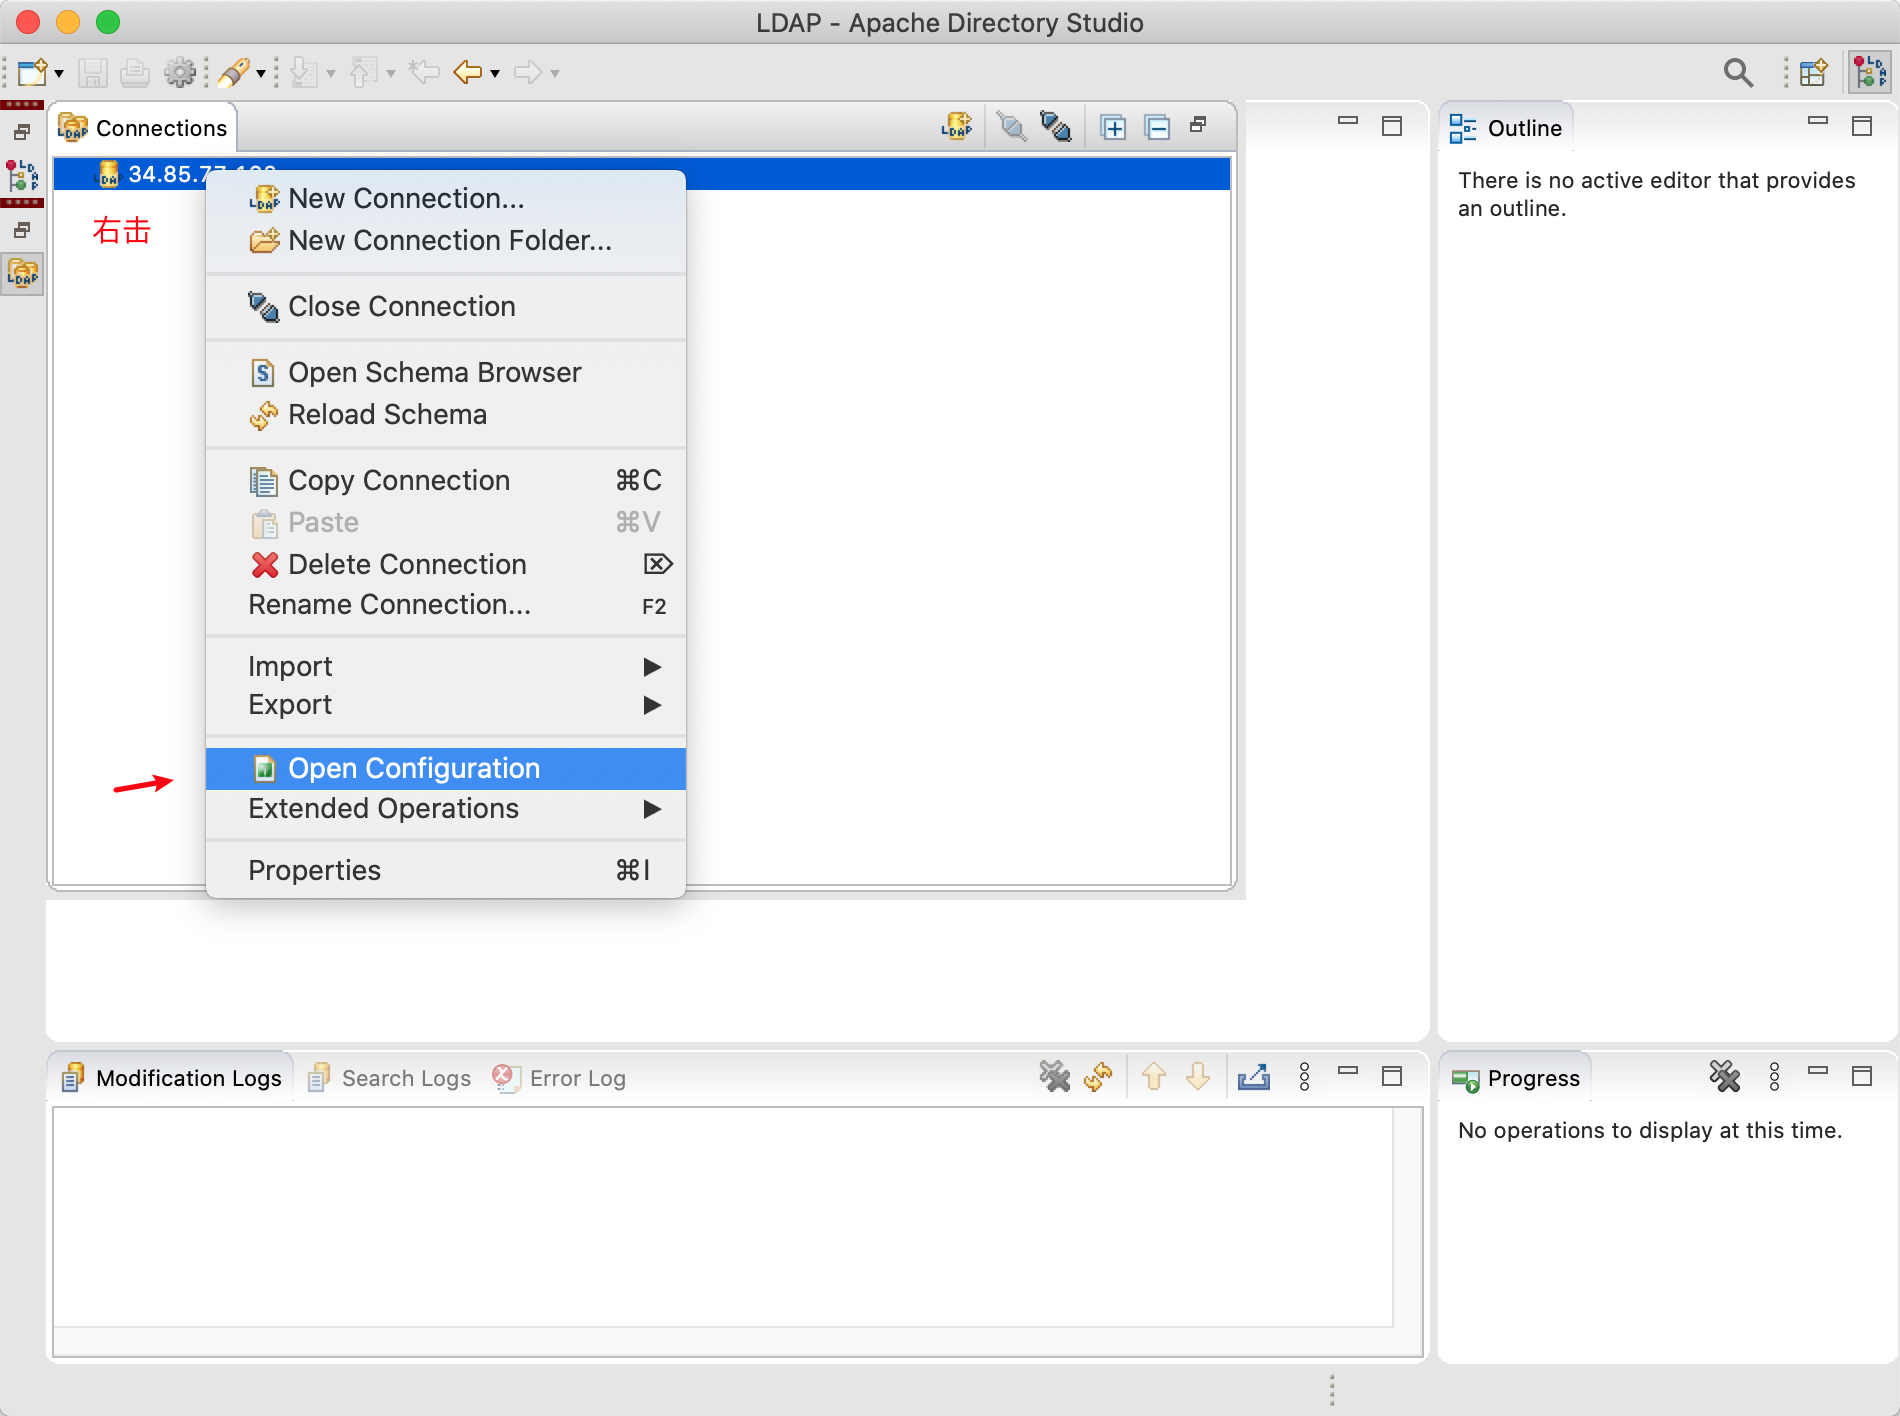 LDAP - Apache Directory Studio
Connections
34.85.77
右击
New Connection...
New Connection Folder...
Close Connection
Open Schema Browser
Reload Schema
Copy Connection ⌘C
Paste ⌘V
Delete Connection ⌦
Rename Connection... F2
Import ▶
Export ▶
Open Configuration
Extended Operations ▶
Properties ⌘I
Outline
There is no active editor that provides
an outline.
Modification Logs Search Logs Error Log
Progress
No operations to display at this time.